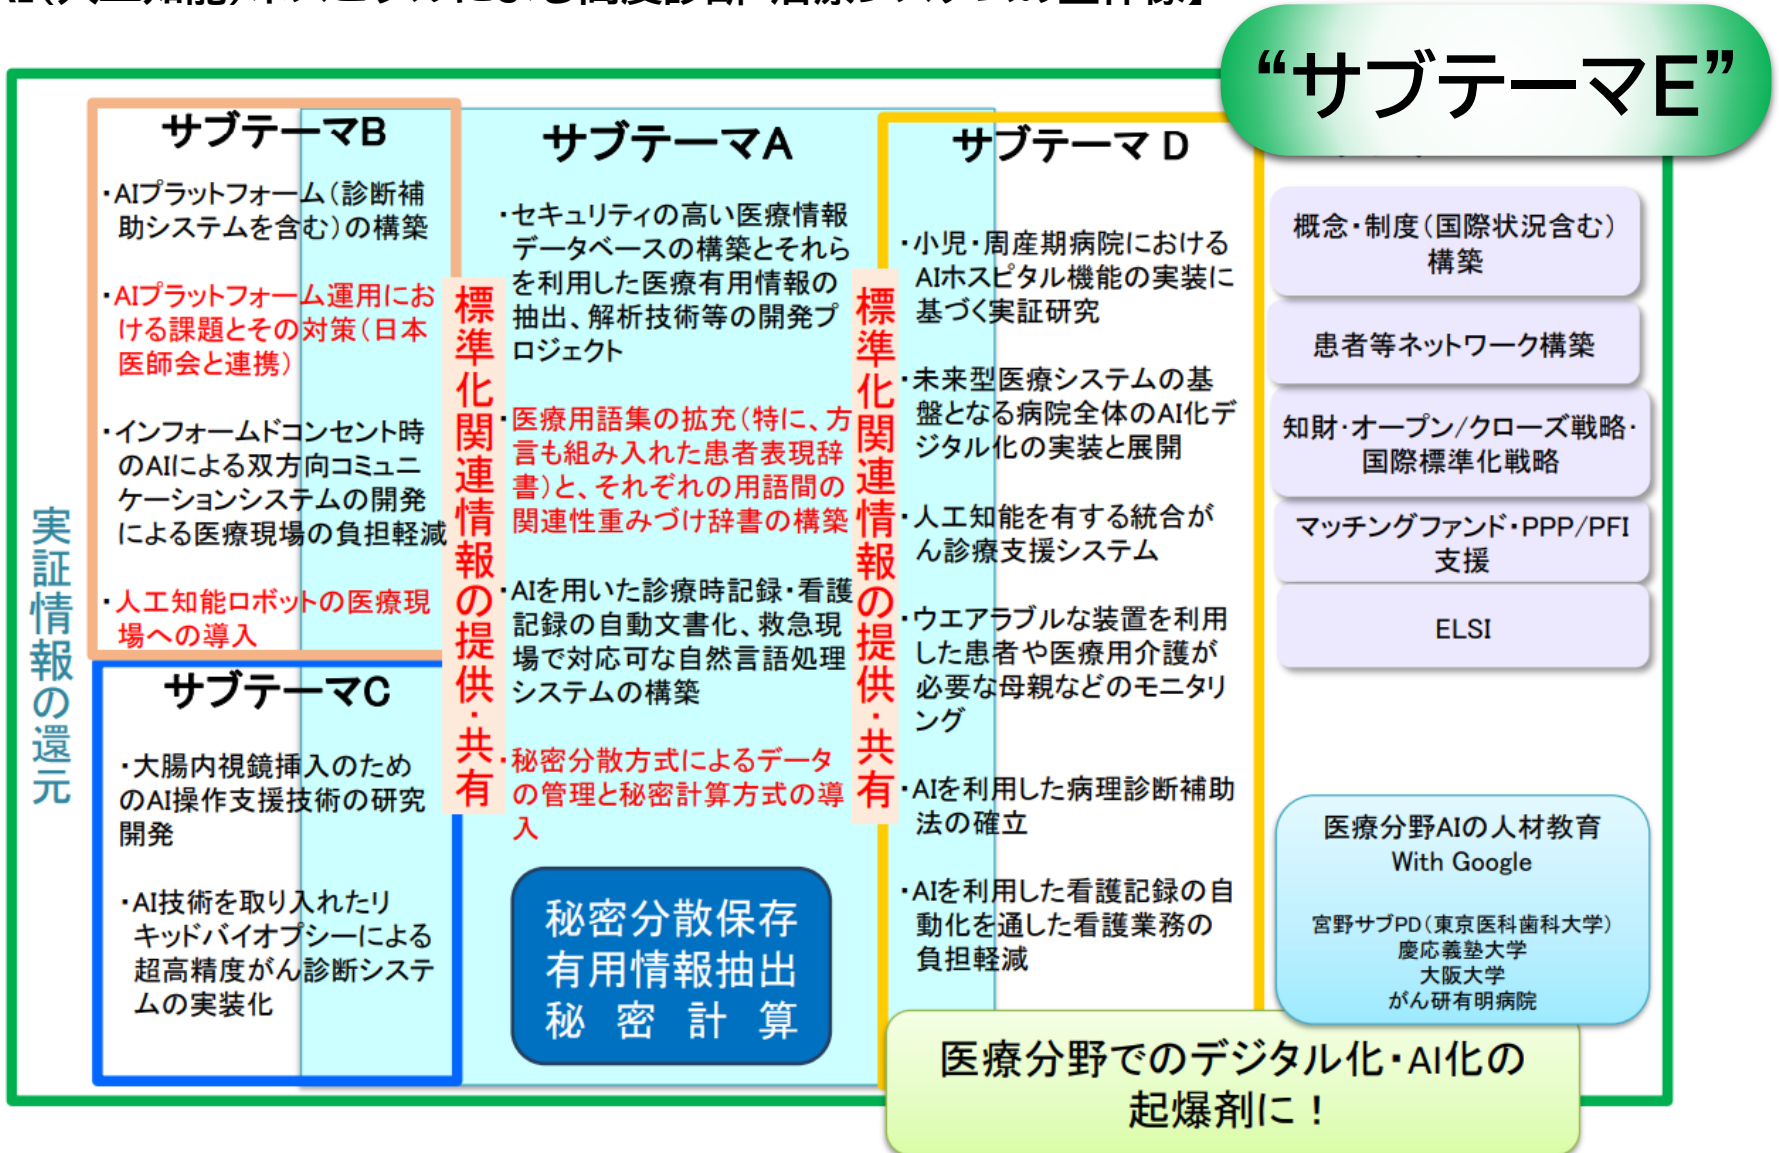 “サブテーマE”
サブテーマB
・AIプラットフォーム（診断補
助システムを含む）の構築
・AIプラットフォーム運用にお
ける課題とその対策（日本
医師会と連携）
・インフォームドコンセント時
のAIによる双方向コミュニ
ケーションシステムの開発
による医療現場の負担軽減
・人工知能ロボットの医療現
場への導入
サブテーマC
・大腸内視鏡挿入のため
のAI操作支援技術の研究
開発
・AI技術を取り入れたリ
キッドバイオプシーによる
超高精度がん診断システ
ムの実装化
実証情報の還元
標準化関連情報の提供・共有
サブテーマA
・セキュリティの高い医療情報
データベースの構築とそれら
を利用した医療有用情報の
抽出、解析技術等の開発プ
ロジェクト
・医療用語集の拡充（特に、方
言も組み入れた患者表現辞
書）と、それぞれの用語間の
関連性重みづけ辞書の構築
・AIを用いた診療時記録・看護
記録の自動文書化、救急現
場で対応可な自然言語処理
システムの構築
・秘密分散方式によるデータ
の管理と秘密計算方式の導
入
秘密分散保存
有用情報抽出
秘密計算
標準化関連情報の提供・共有
サブテーマ D
・小児・周産期病院における
AIホスピタル機能の実装に
基づく実証研究
・未来型医療システムの基
盤となる病院全体のAI化デ
ジタル化の実装と展開
・人工知能を有する統合が
ん診療支援システム
・ウエアラブルな装置を利用
した患者や医療用介護が
必要な母親などのモニタリ
ング
・AIを利用した病理診断補助
法の確立
・AIを利用した看護記録の自
動化を通した看護業務の
負担軽減
概念・制度（国際状況含む）
構築
患者等ネットワーク構築
知財・オープン/クローズ戦略・
国際標準化戦略
マッチングファンド・PPP/PFI
支援
ELSI
医療分野AIの人材教育
With Google
宮野サブPD（東京医科歯科大学）
慶応義塾大学
大阪大学
がん研有明病院
医療分野でのデジタル化・AI化の
起爆剤に！